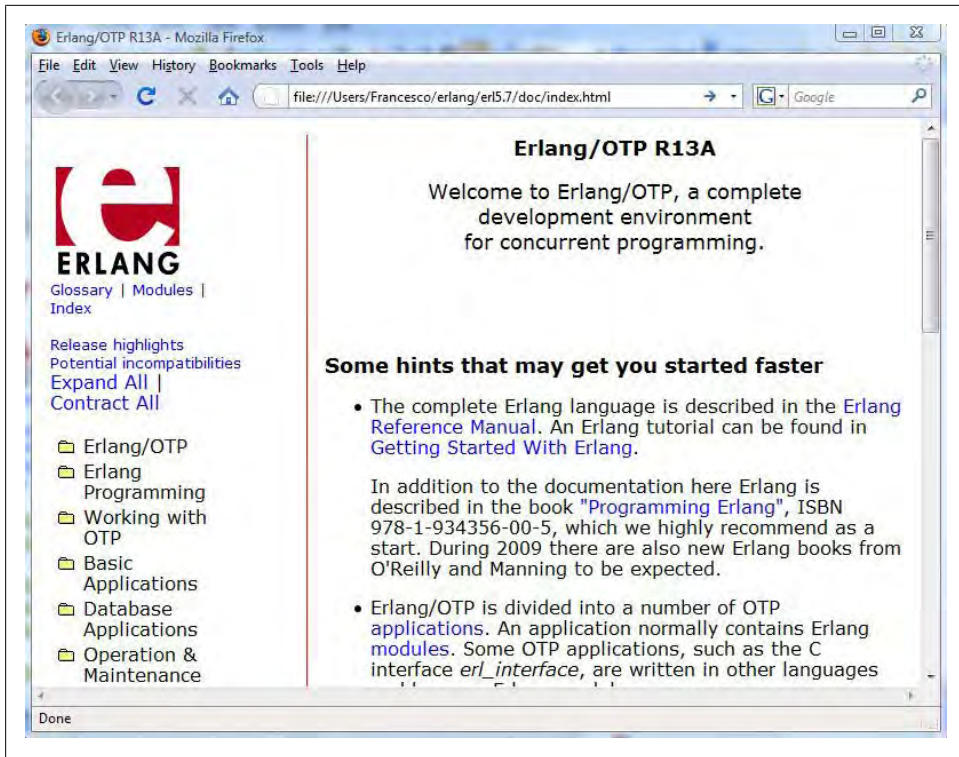 Erlang/OTP R13A - Mozilla Firefox
File Edit View History Bookmarks Tools Help
file:///Users/Francesco/erlang/erl5.7/doc/index.html
G Google
e
ERLANG
Glossary | Modules |
Index
Release highlights
Potential incompatibilities
Expand All |
Contract All
Erlang/OTP
Erlang
Programming
Working with
OTP
Basic
Applications
Database
Applications
Operation &
Maintenance
Erlang/OTP R13A
Welcome to Erlang/OTP, a complete
development environment
for concurrent programming.
Some hints that may get you started faster
• The complete Erlang language is described in the Erlang
Reference Manual. An Erlang tutorial can be found in
Getting Started With Erlang.
In addition to the documentation here Erlang is
described in the book "Programming Erlang", ISBN
978-1-934356-00-5, which we highly recommend as a
start. During 2009 there are also new Erlang books from
O'Reilly and Manning to be expected.
• Erlang/OTP is divided into a number of OTP
applications. An application normally contains Erlang
modules. Some OTP applications, such as the C
interface erl_interface, are written in other languages
Done